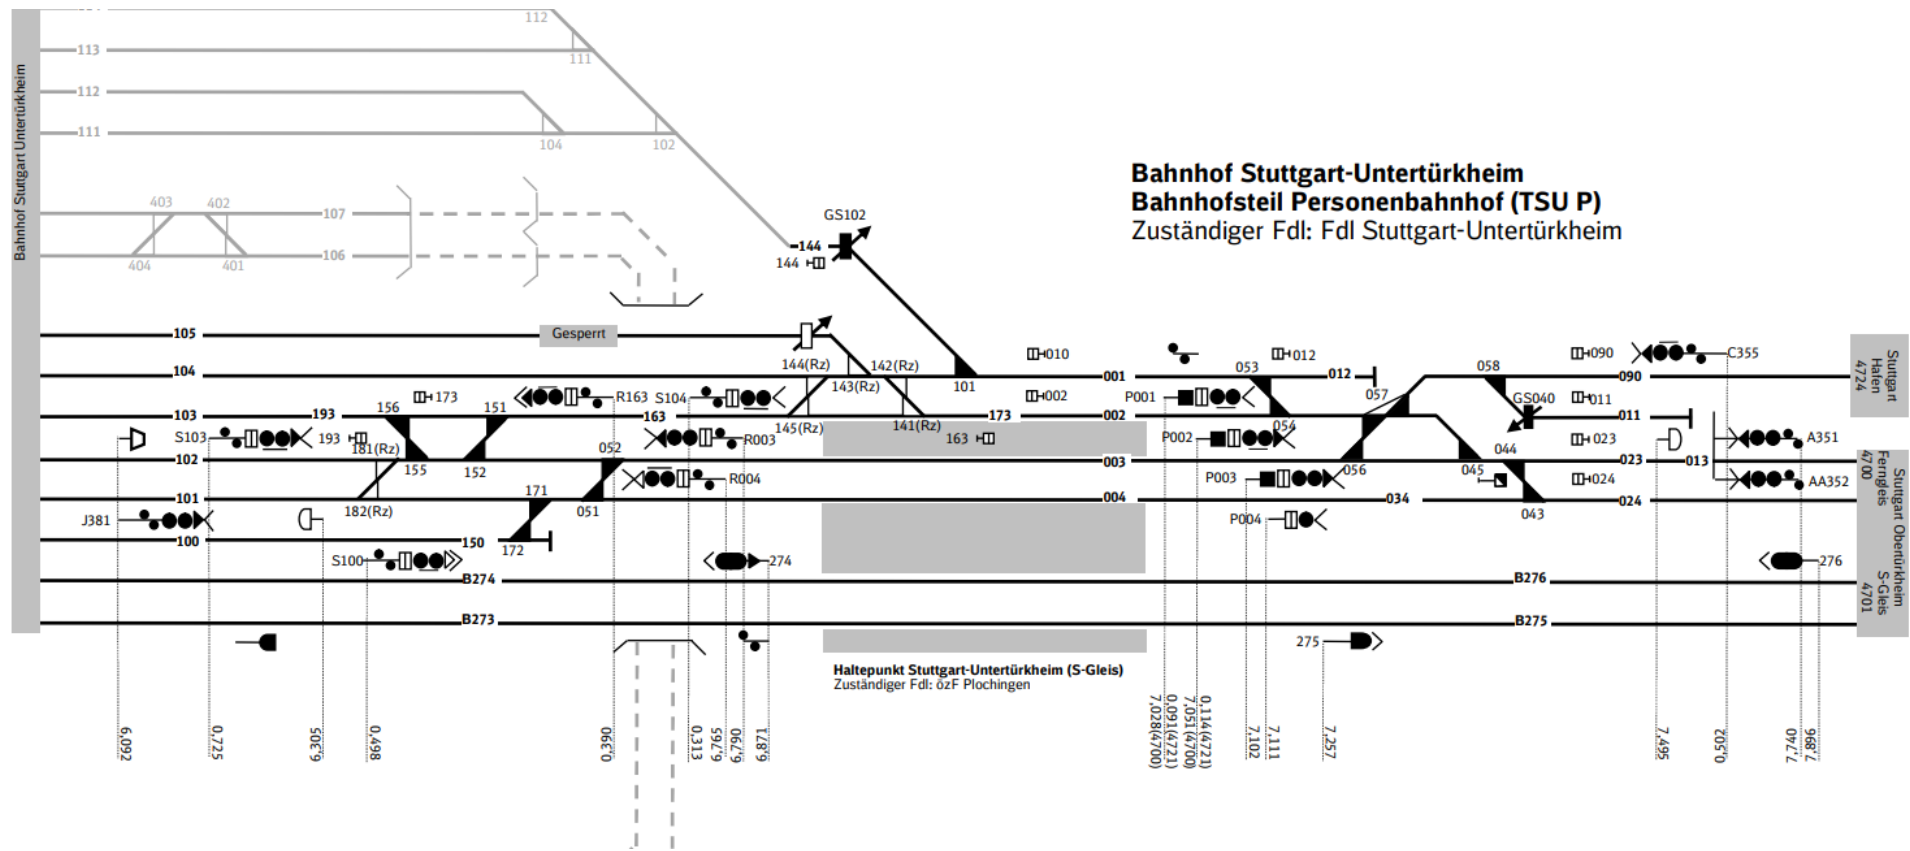 112
113
111
112
111
104
102
Bahnhof Stuttgart Untertürkheim
Bahnhof Stuttgart-Untertürkheim
Bahnhofsteil Personenbahnhof (TSU P)
Zuständiger Fdl: Fdl Stuttgart-Untertürkheim
403
402
107
106
404
401
GS102
144
144
105
Gesperrt
104
144(Rz)
142(Rz)
143(Rz)
101
010
012
090
C355
001
053
012
058
090
Stuttgart
Hafen
4724
173
R163
S104
002
P001
057
GS040
011
103
193
156
151
163
145(Rz)
141(Rz)
173
002
054
011
S103
193
181(Rz)
052
R003
163
P002
044
023
A351
102
155
152
003
056
045
023
013
R004
P003
024
AA352
101
182(Rz)
171
051
004
034
043
024
Stuttgart Obertürkheim
Ferngleis
4700
S-Gleis
4701
J381
P004
100
150
172
S100
274
276
B274
B276
B273
B275
275
Haltepunkt Stuttgart-Untertürkheim (S-Gleis)
Zuständiger Fdl: özF Plochingen
6,092
0,725
6,305
0,498
0,390
0,313
6,765
6,790
6,871
7,028(4700)
0,091(4721)
7,051(4700)
0,114(4721)
7,102
7,111
7,257
7,495
0,502
7,740
7,896